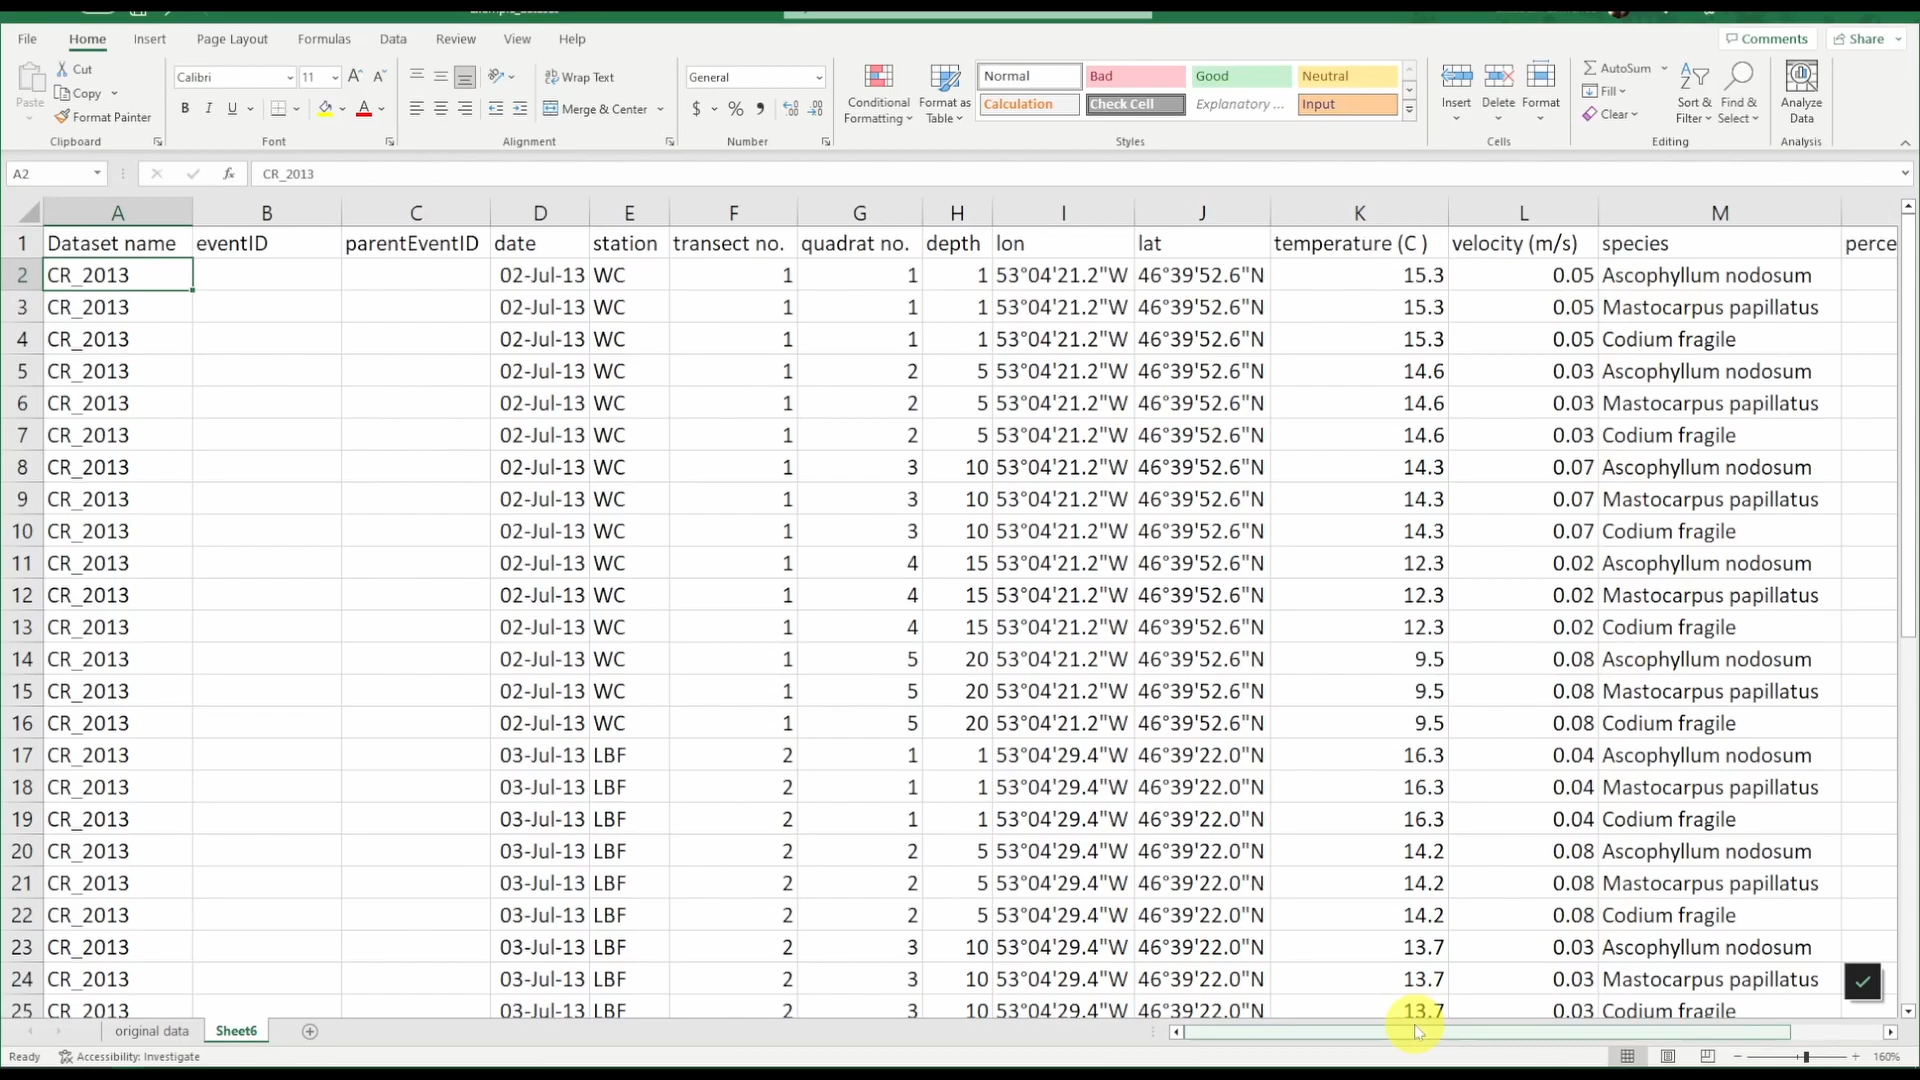 File Home Insert Page Layout Formulas Data Review View Help Comments Share
Cut
Copy
Format Painter
Paste
Clipboard
Calibri 11
B I U
Font
Wrap Text
Merge & Center
Alignment
General
$ % ,
Number
Conditional Formatting
Format as Table
Normal Bad Good Neutral
Calculation Check Cell Explanatory ... Input
Styles
Insert Delete Format
Cells
AutoSum
Fill
Clear
Sort & Filter
Find & Select
Editing
Analyze Data
Analysis
A2 fx CR_2013
A B C D E F G H I J K L M
1 Dataset name eventID parentEventID date station transect no. quadrat no. depth lon lat temperature (C ) velocity (m/s) species perce
2 CR_2013 02-Jul-13 WC 1 1 1 53°04'21.2"W 46°39'52.6"N 15.3 0.05 Ascophyllum nodosum
3 CR_2013 02-Jul-13 WC 1 1 1 53°04'21.2"W 46°39'52.6"N 15.3 0.05 Mastocarpus papillatus
4 CR_2013 02-Jul-13 WC 1 1 1 53°04'21.2"W 46°39'52.6"N 15.3 0.05 Codium fragile
5 CR_2013 02-Jul-13 WC 1 2 5 53°04'21.2"W 46°39'52.6"N 14.6 0.03 Ascophyllum nodosum
6 CR_2013 02-Jul-13 WC 1 2 5 53°04'21.2"W 46°39'52.6"N 14.6 0.03 Mastocarpus papillatus
7 CR_2013 02-Jul-13 WC 1 2 5 53°04'21.2"W 46°39'52.6"N 14.6 0.03 Codium fragile
8 CR_2013 02-Jul-13 WC 1 3 10 53°04'21.2"W 46°39'52.6"N 14.3 0.07 Ascophyllum nodosum
9 CR_2013 02-Jul-13 WC 1 3 10 53°04'21.2"W 46°39'52.6"N 14.3 0.07 Mastocarpus papillatus
10 CR_2013 02-Jul-13 WC 1 3 10 53°04'21.2"W 46°39'52.6"N 14.3 0.07 Codium fragile
11 CR_2013 02-Jul-13 WC 1 4 15 53°04'21.2"W 46°39'52.6"N 12.3 0.02 Ascophyllum nodosum
12 CR_2013 02-Jul-13 WC 1 4 15 53°04'21.2"W 46°39'52.6"N 12.3 0.02 Mastocarpus papillatus
13 CR_2013 02-Jul-13 WC 1 4 15 53°04'21.2"W 46°39'52.6"N 12.3 0.02 Codium fragile
14 CR_2013 02-Jul-13 WC 1 5 20 53°04'21.2"W 46°39'52.6"N 9.5 0.08 Ascophyllum nodosum
15 CR_2013 02-Jul-13 WC 1 5 20 53°04'21.2"W 46°39'52.6"N 9.5 0.08 Mastocarpus papillatus
16 CR_2013 02-Jul-13 WC 1 5 20 53°04'21.2"W 46°39'52.6"N 9.5 0.08 Codium fragile
17 CR_2013 03-Jul-13 LBF 2 1 1 53°04'29.4"W 46°39'22.0"N 16.3 0.04 Ascophyllum nodosum
18 CR_2013 03-Jul-13 LBF 2 1 1 53°04'29.4"W 46°39'22.0"N 16.3 0.04 Mastocarpus papillatus
19 CR_2013 03-Jul-13 LBF 2 1 1 53°04'29.4"W 46°39'22.0"N 16.3 0.04 Codium fragile
20 CR_2013 03-Jul-13 LBF 2 2 5 53°04'29.4"W 46°39'22.0"N 14.2 0.08 Ascophyllum nodosum
21 CR_2013 03-Jul-13 LBF 2 2 5 53°04'29.4"W 46°39'22.0"N 14.2 0.08 Mastocarpus papillatus
22 CR_2013 03-Jul-13 LBF 2 2 5 53°04'29.4"W 46°39'22.0"N 14.2 0.08 Codium fragile
23 CR_2013 03-Jul-13 LBF 2 3 10 53°04'29.4"W 46°39'22.0"N 13.7 0.03 Ascophyllum nodosum
24 CR_2013 03-Jul-13 LBF 2 3 10 53°04'29.4"W 46°39'22.0"N 13.7 0.03 Mastocarpus papillatus
25 CR_2013 03-Jul-13 LBF 2 3 10 53°04'29.4"W 46°39'22.0"N 13.7 0.03 Codium fragile
original data Sheet6
Ready Accessibility: Investigate 160%